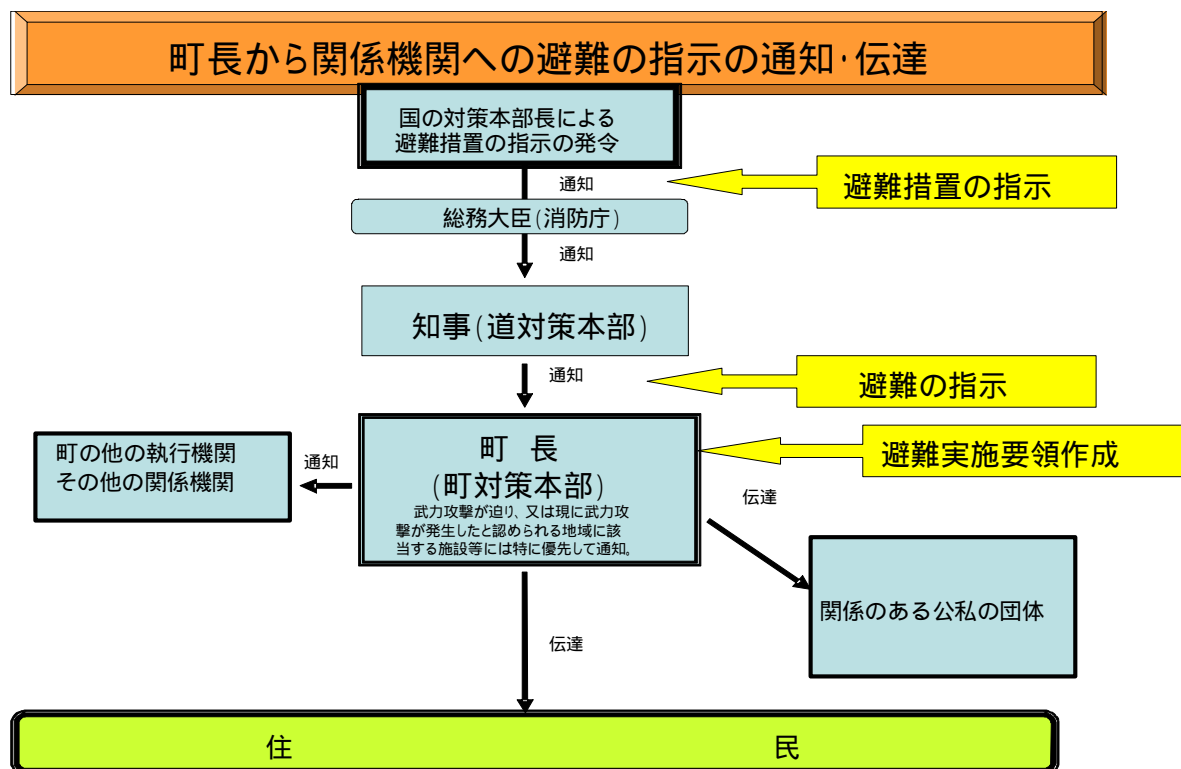 町長から関係機関への避難の指示の通知･伝達
国の対策本部長による
避難措置の指示の発令
通知
避難措置の指示
総務大臣(消防庁)
通知
知事(道対策本部)
通知
避難の指示
町の他の執行機関
その他の関係機関
通知
町 長
(町対策本部)
武力攻撃が迫り、又は現に武力攻
撃が発生したと認められる地域に該
当する施設等には特に優先して通知。
避難実施要領作成
伝達
関係のある公私の団体
伝達
住 民